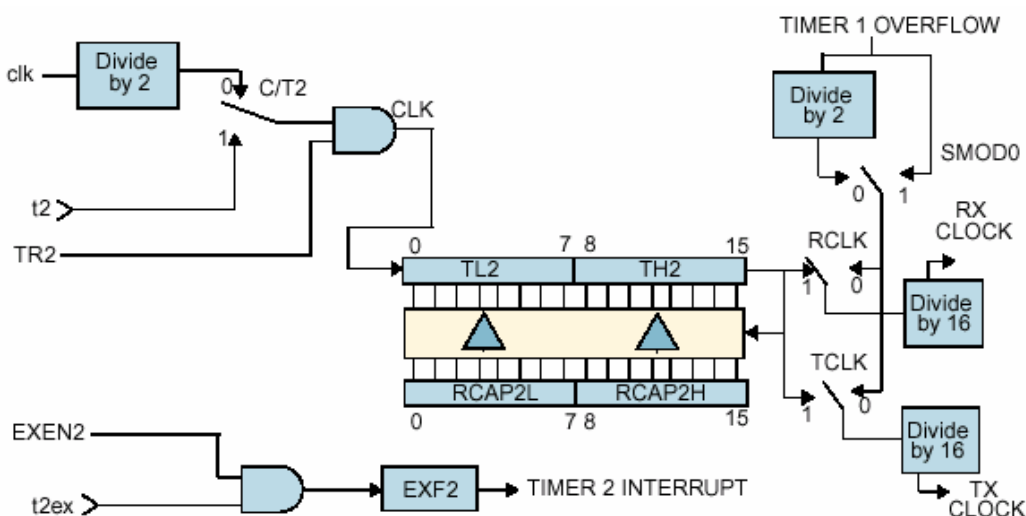 TIMER 1 OVERFLOW
clk
Divide
by 2
0
C/T2
1
CLK
t2
TR2
Divide
by 2
SMOD0
0
1
RX
CLOCK
0
7
8
15
TL2
TH2
RCLK
1
0
Divide
by 16
RCAP2L
RCAP2H
0
7
8
15
TCLK
1
0
Divide
by 16
TX
CLOCK
EXEN2
t2ex
EXF2
TIMER 2 INTERRUPT